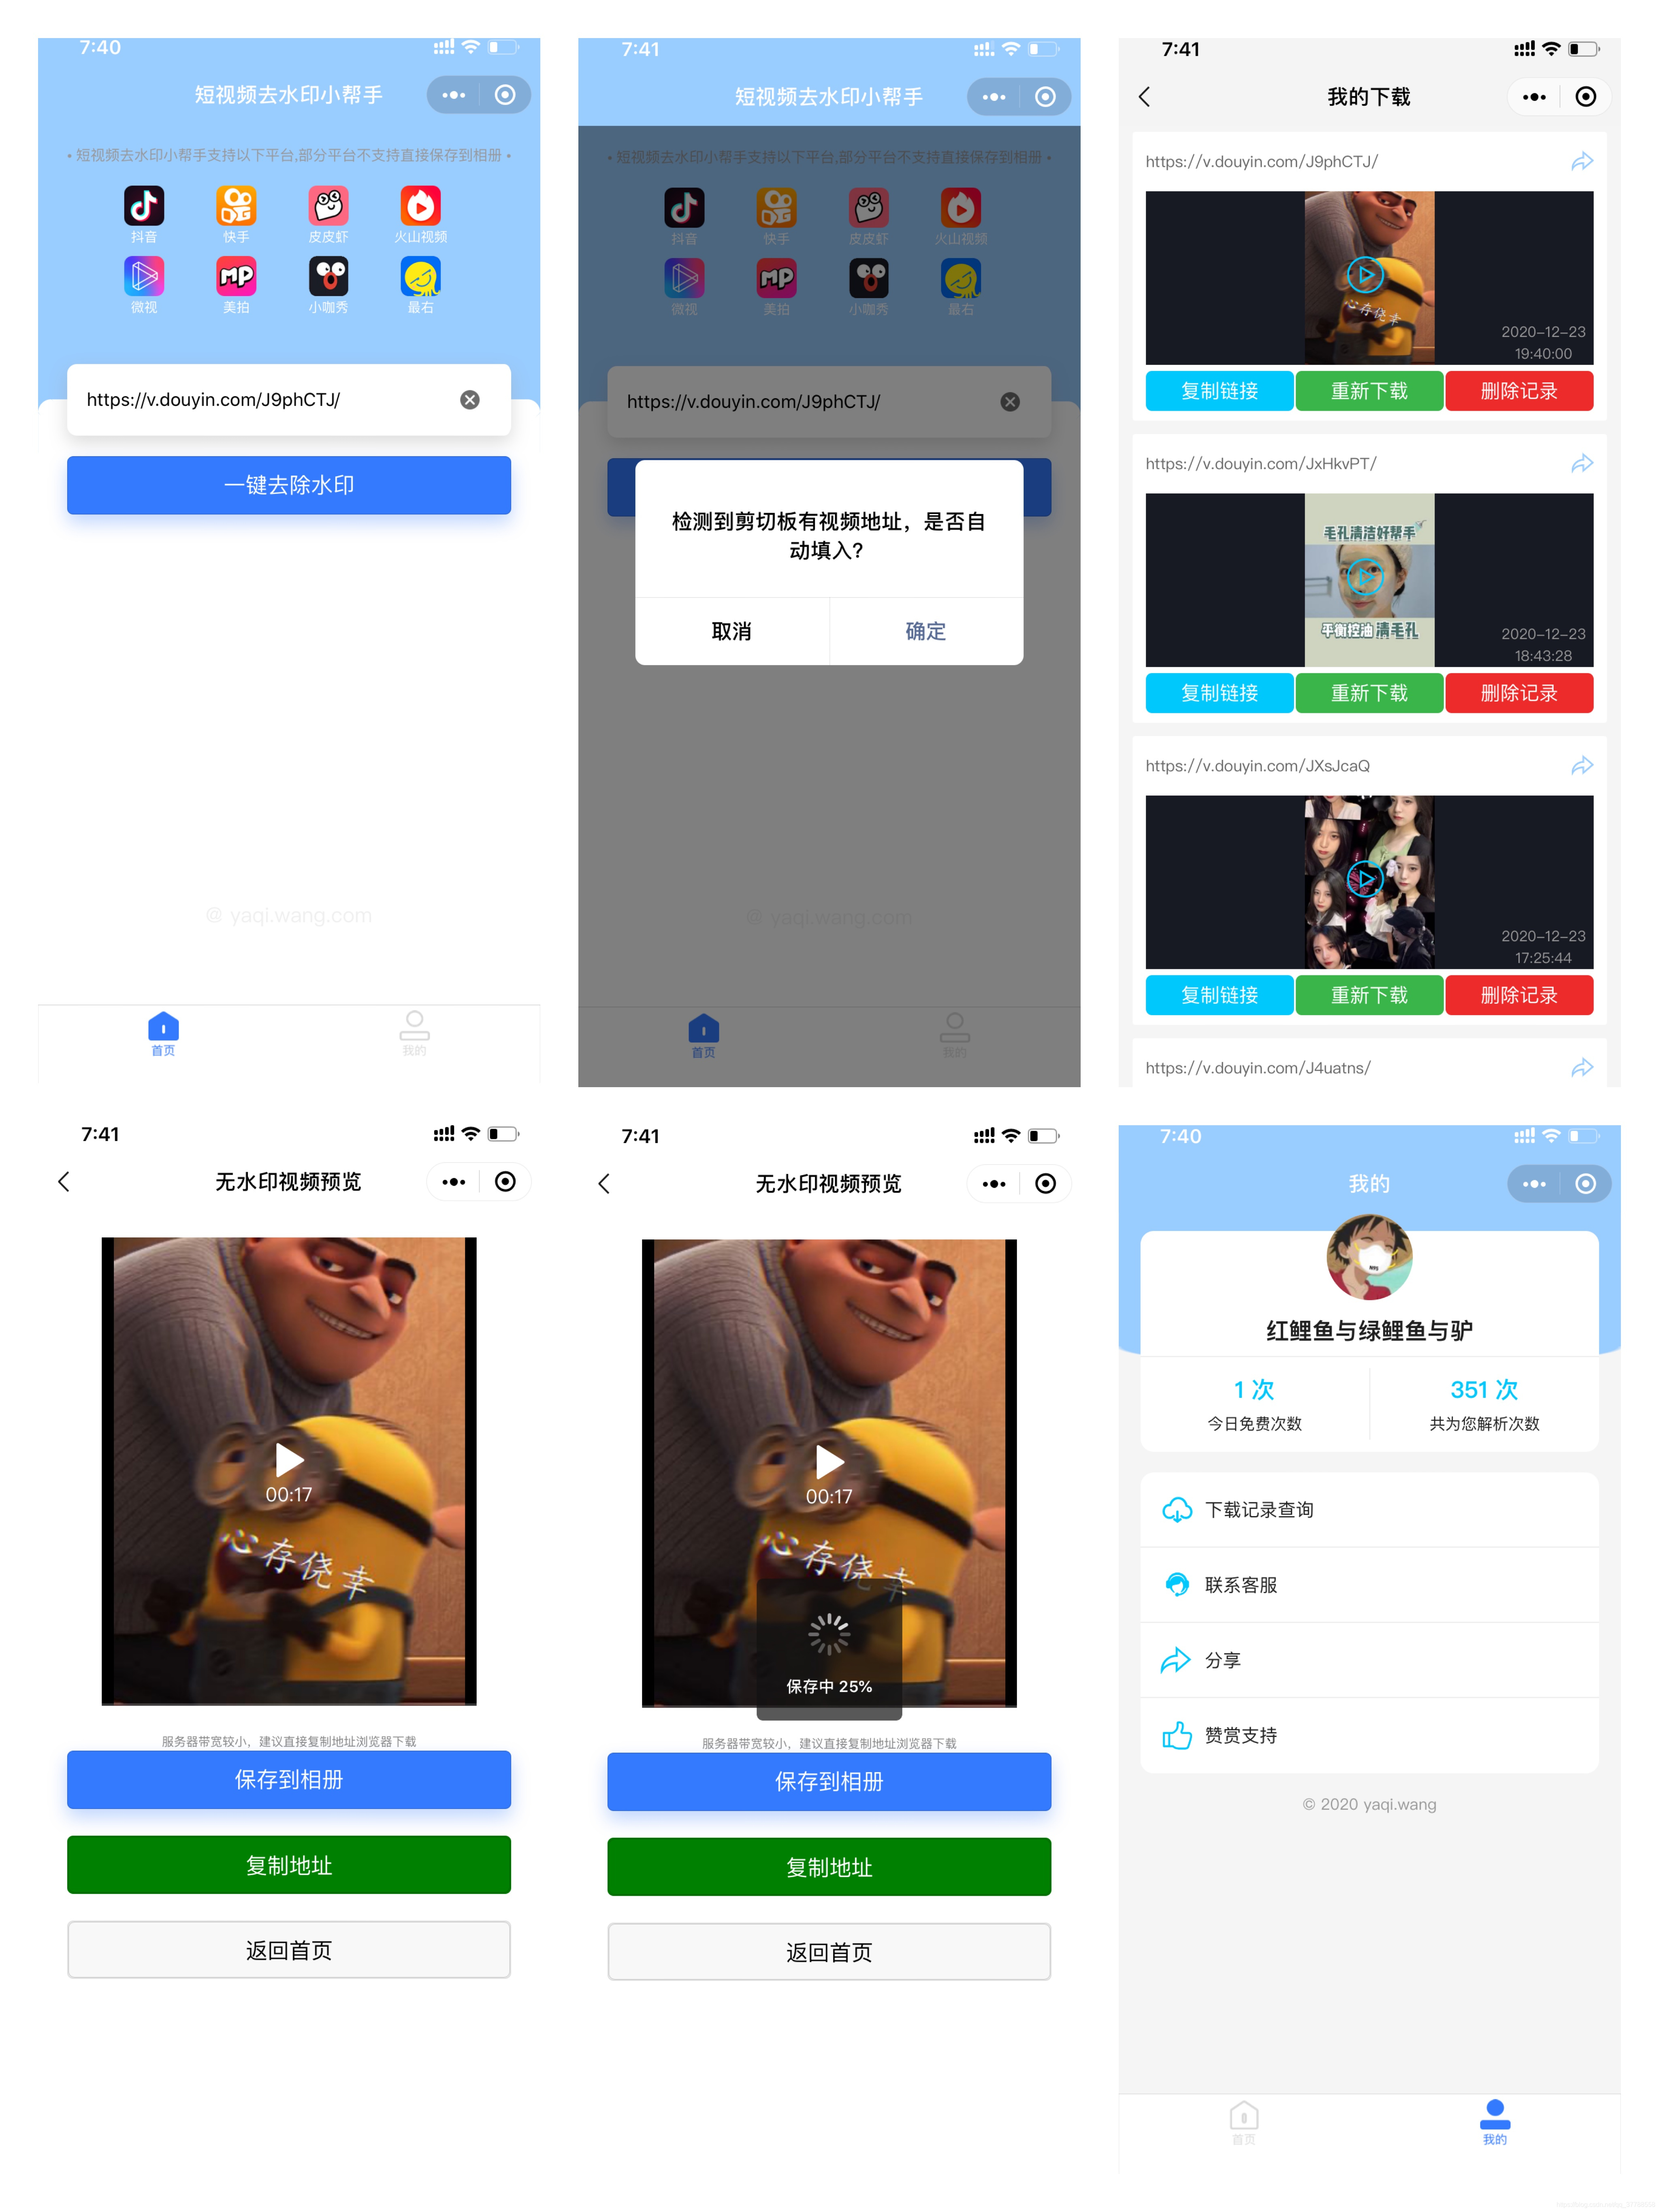 7:40
短视频去水印小帮手
• 短视频去水印小帮手支持以下平台,部分平台不支持直接保存到相册 •
抖音 快手 皮皮虾 火山视频
MP
微视 美拍 小咖秀 最右
https://v.douyin.com/J9phCTJ/
一键去除水印
@ yaqi.wang.com
首页 我的
7:41
短视频去水印小帮手
• 短视频去水印小帮手支持以下平台,部分平台不支持直接保存到相册 •
抖音 快手 皮皮虾 火山视频
MP
微视 美拍 小咖秀 最右
https://v.douyin.com/J9phCTJ/
检测到剪切板有视频地址，是否自
动填入?
取消 确定
@ yaqi.wang.com
首页 我的
7:41
我的下载
https://v.douyin.com/J9phCTJ/
心存侥幸
2020-12-23
19:40:00
复制链接 重新下载 删除记录
https://v.douyin.com/JxHkvPT/
毛孔清洁好帮手
平衡控油 清毛孔
2020-12-23
18:43:28
复制链接 重新下载 删除记录
https://v.douyin.com/JXsJcaQ
2020-12-23
17:25:44
复制链接 重新下载 删除记录
https://v.douyin.com/J4uatns/
7:41
无水印视频预览
00:17
心存侥幸
服务器带宽较小，建议直接复制地址浏览器下载
保存到相册
复制地址
返回首页
7:41
无水印视频预览
00:17
心存侥幸
保存中 25%
服务器带宽较小，建议直接复制地址浏览器下载
保存到相册
复制地址
返回首页
7:40
我的
红鲤鱼与绿鲤鱼与驴
1 次 351 次
今日免费次数 共为您解析次数
下载记录查询
联系客服
分享
赞赏支持
© 2020 yaqi.wang
首页 我的